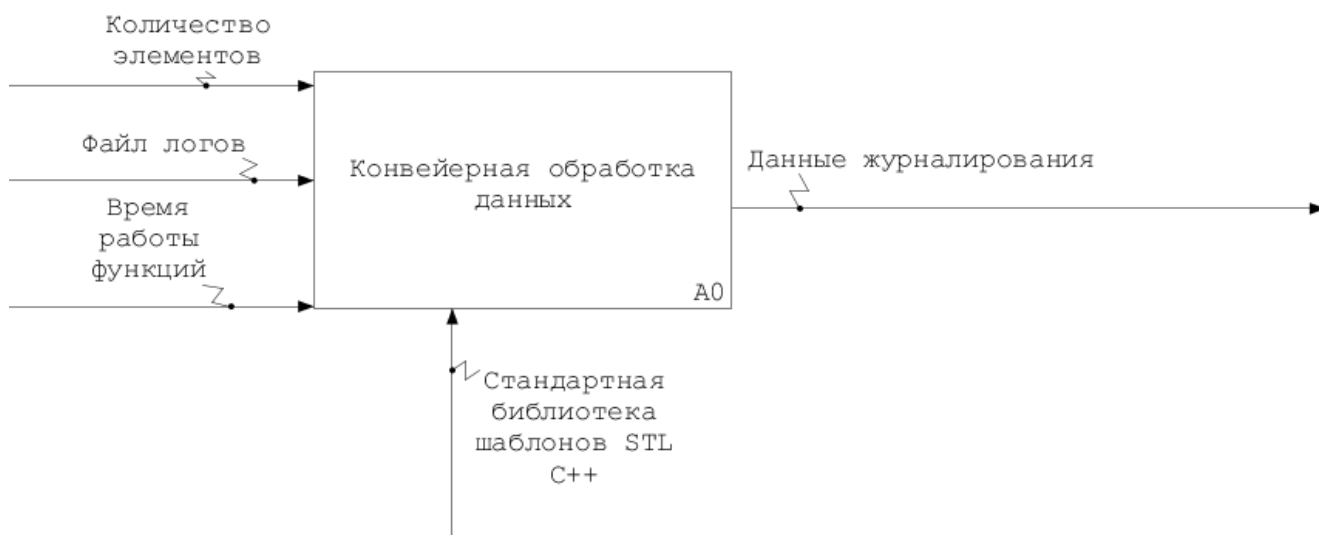 Количество
элементов
Файл логов
Время
работы
функций
Конвейерная обработка
данных
A0
Данные журналирования
Стандартная
библиотека
шаблонов STL
C++